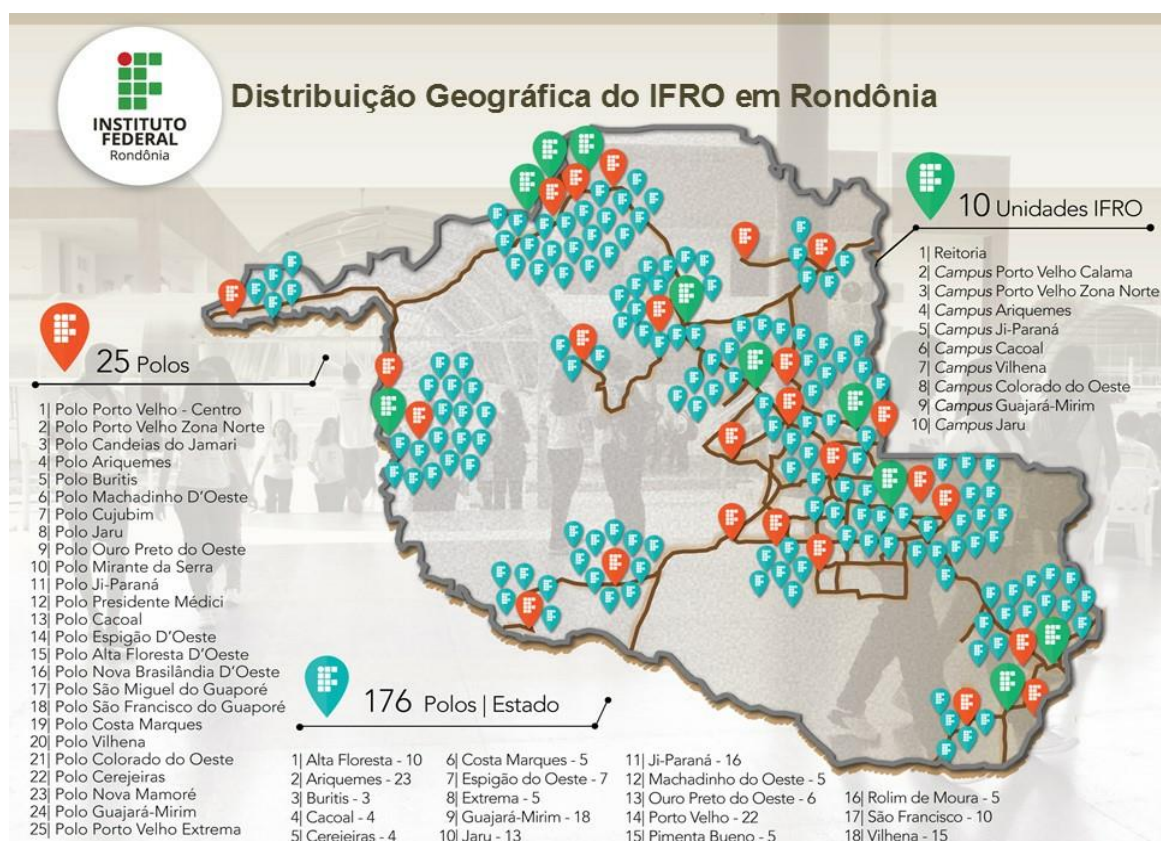 INSTITUTO
FEDERAL
Rondônia
Distribuição Geográfica do IFRO em Rondônia
10 Unidades IFRO
1| Reitoria
2| Campus Porto Velho Calama
3| Campus Porto Velho Zona Norte
4| Campus Ariquemes
5| Campus Ji-Paraná
6| Campus Cacoal
7| Campus Vilhena
8| Campus Colorado do Oeste
9| Campus Guajará-Mirim
10| Campus Jaru
25 Polos
1| Polo Porto Velho - Centro
2| Polo Porto Velho Zona Norte
3| Polo Candeias do Jamari
4| Polo Ariquemes
5| Polo Buritis
6| Polo Machadinho D'Oeste
7| Polo Cujubim
8| Polo Jaru
9| Polo Ouro Preto do Oeste
10| Polo Mirante da Serra
11| Polo Ji-Paraná
12| Polo Presidente Médici
13| Polo Cacoal
14| Polo Espigão D'Oeste
15| Polo Alta Floresta D'Oeste
16| Polo Nova Brasilândia D'Oeste
17| Polo São Miguel do Guaporé
18| Polo São Francisco do Guaporé
19| Polo Costa Marques
20| Polo Vilhena
21| Polo Colorado do Oeste
22| Polo Cerejeiras
23| Polo Nova Mamoré
24| Polo Guajará-Mirim
25| Polo Porto Velho Extrema
176 Polos | Estado
1| Alta Floresta - 10
2| Ariquemes - 23
3| Buritis - 3
4| Cacoal - 4
5| Cerejeiras - 4
6| Costa Marques - 5
7| Espigão do Oeste - 7
8| Extrema - 5
9| Guajará-Mirim - 18
10| Jaru - 13
11| Ji-Paraná - 16
12| Machadinho do Oeste - 5
13| Ouro Preto do Oeste - 6
14| Porto Velho - 22
15| Pimenta Bueno - 5
16| Rolim de Moura - 5
17| São Francisco - 10
18| Vilhena - 15